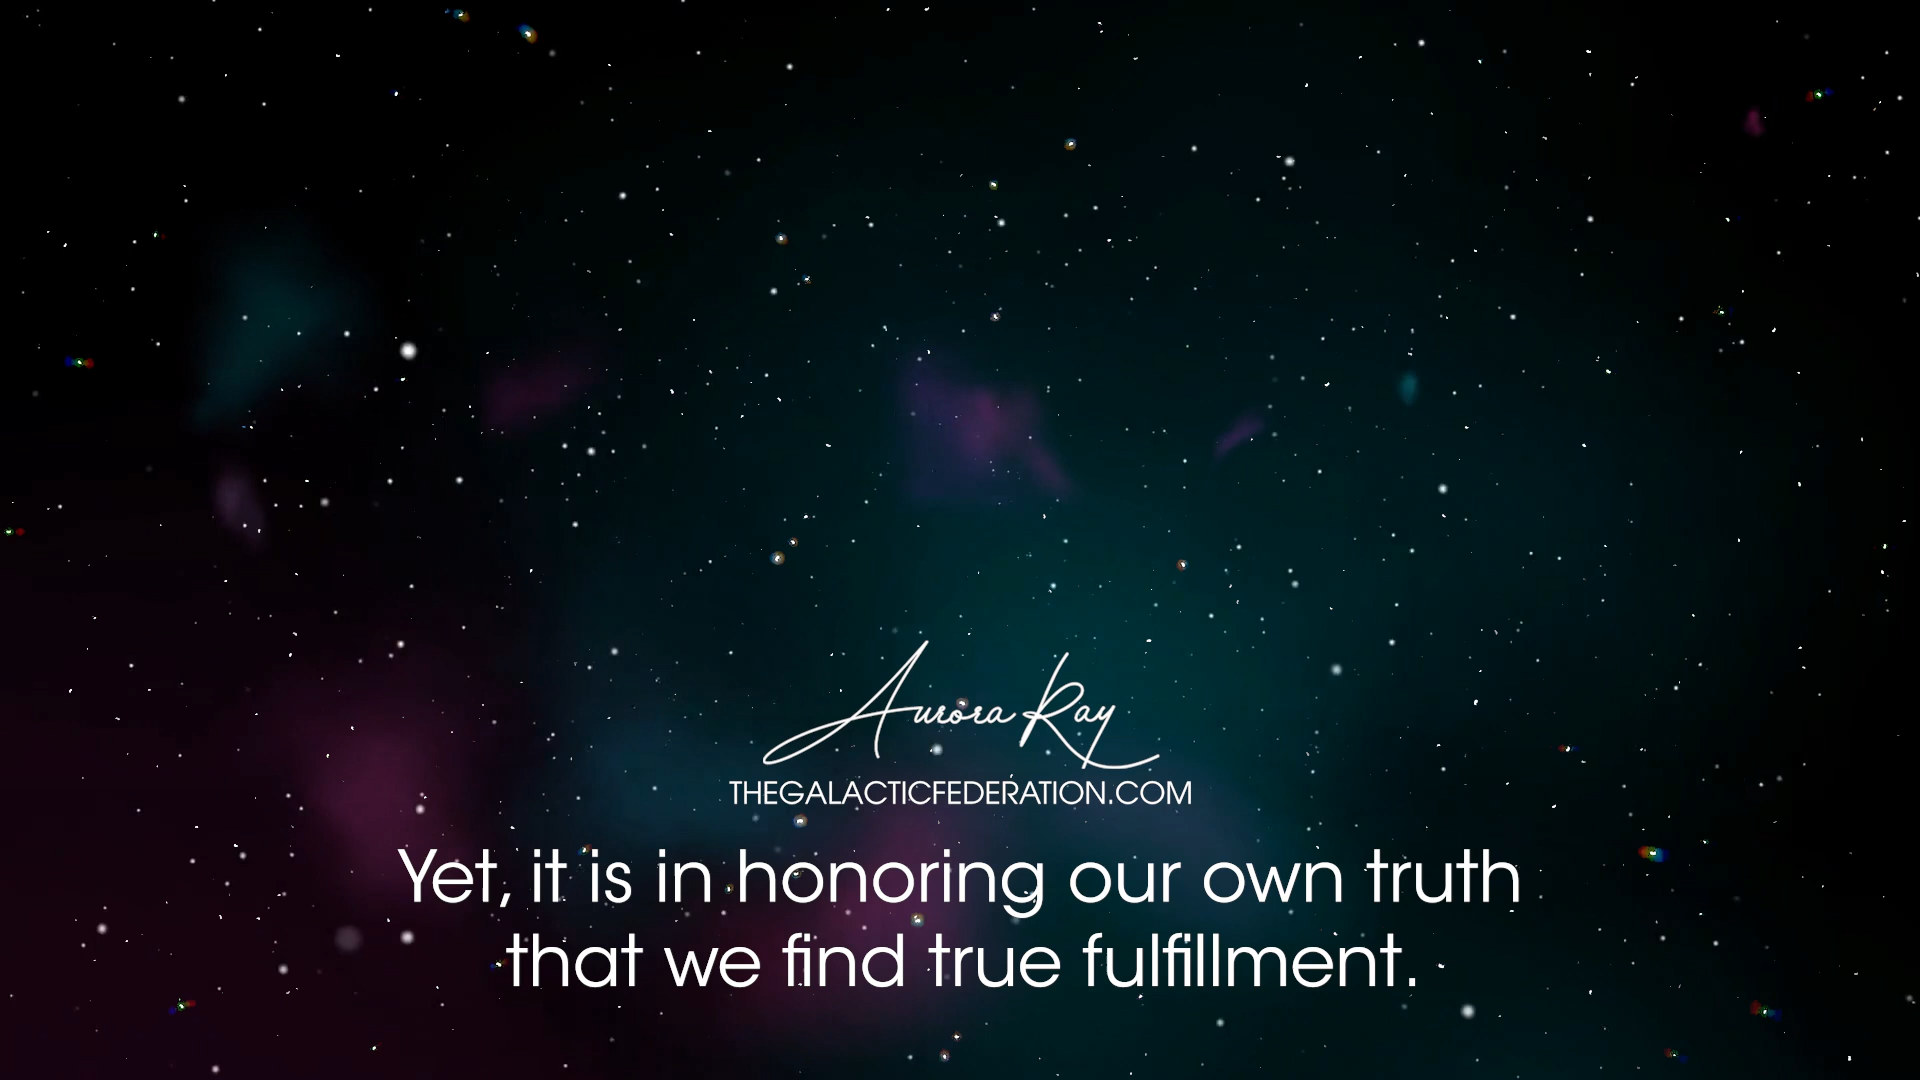 Aurora Ray
THEGALACTICFEDERATION.COM
Yet, it is in honoring our own truth
that we find true fulfillment.